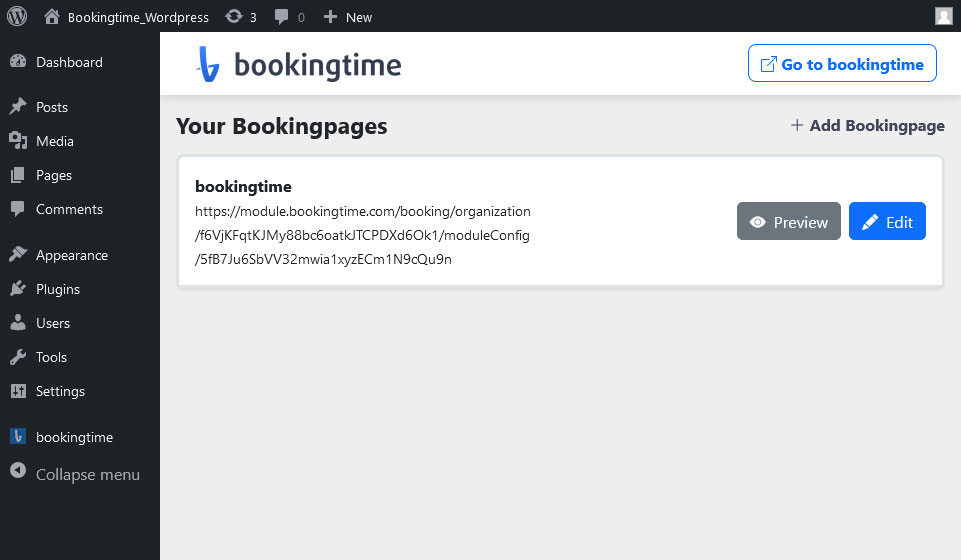 Bookingtime_Wordpress 3 0 New
Dashboard
Posts
Media
Pages
Comments
Appearance
Plugins
Users
Tools
Settings
bookingtime
Collapse menu
bookingtime
Go to bookingtime
Your Bookingpages
Add Bookingpage
bookingtime
https://module.bookingtime.com/booking/organization
/f6VjKFqtKJMy88bc6oatkJTCPDXd6Ok1/moduleConfig
/5fB7Ju6SbVV32mwia1xyzECm1N9cQu9n
Preview
Edit